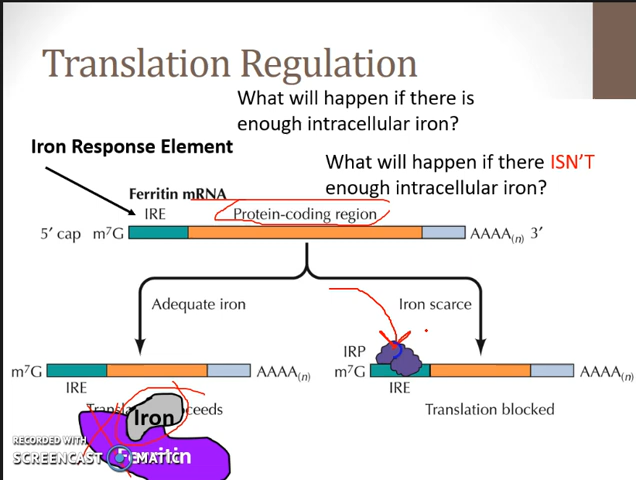 Translation Regulation
What will happen if there is
enough intracellular iron?
Iron Response Element
What will happen if there ISN'T
enough intracellular iron?
Ferritin mRNA
IRE
Protein-coding region
5' cap m⁷G
AAAA(n) 3'
Adequate iron
Iron scarce
IRP
m⁷G
AAAA(n)
m⁷G
AAAA(n)
IRE
IRE
Translation blocked
Iron
RECORDED WITH
SCREENCAST MATIC